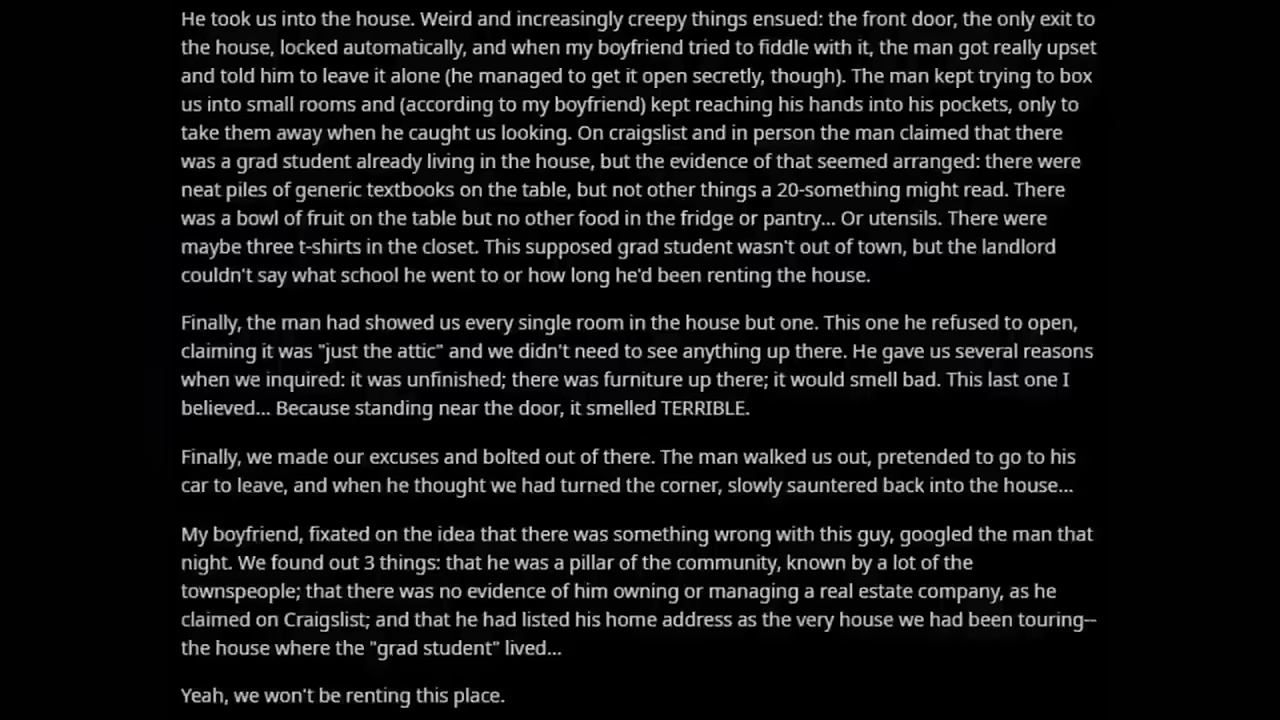 He took us into the house. Weird and increasingly creepy things ensued: the front door, the only exit to
the house, locked automatically, and when my boyfriend tried to fiddle with it, the man got really upset
and told him to leave it alone (he managed to get it open secretly, though). The man kept trying to box
us into small rooms and (according to my boyfriend) kept reaching his hands into his pockets, only to
take them away when he caught us looking. On craigslist and in person the man claimed that there
was a grad student already living in the house, but the evidence of that seemed arranged: there were
neat piles of generic textbooks on the table, but not other things a 20-something might read. There
was a bowl of fruit on the table but no other food in the fridge or pantry... Or utensils. There were
maybe three t-shirts in the closet. This supposed grad student wasn't out of town, but the landlord
couldn't say what school he went to or how long he'd been renting the house.
Finally, the man had showed us every single room in the house but one. This one he refused to open,
claiming it was "just the attic" and we didn't need to see anything up there. He gave us several reasons
when we inquired: it was unfinished; there was furniture up there; it would smell bad. This last one I
believed... Because standing near the door, it smelled TERRIBLE.
Finally, we made our excuses and bolted out of there. The man walked us out, pretended to go to his
car to leave, and when he thought we had turned the corner, slowly sauntered back into the house...
My boyfriend, fixated on the idea that there was something wrong with this guy, googled the man that
night. We found out 3 things: that he was a pillar of the community, known by a lot of the
townspeople; that there was no evidence of him owning or managing a real estate company, as he
claimed on Craigslist; and that he had listed his home address as the very house we had been touring--
the house where the "grad student" lived...
Yeah, we won't be renting this place.